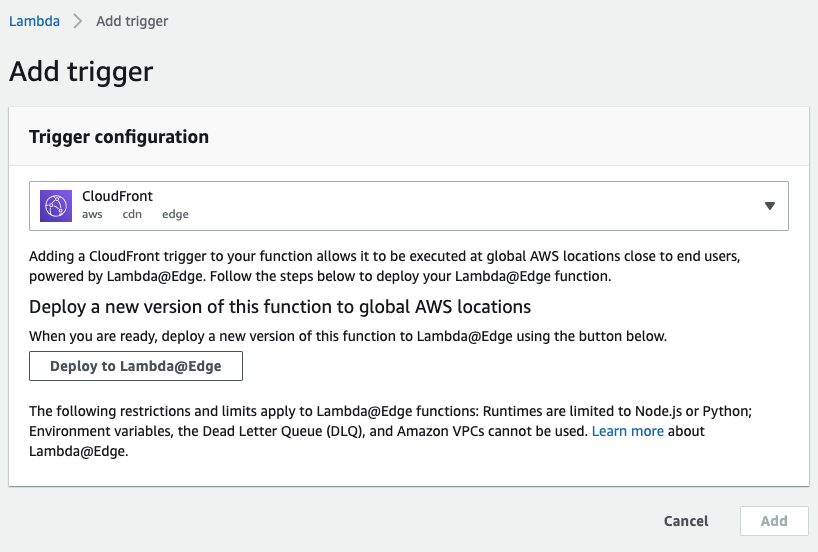 Lambda > Add trigger
Add trigger
Trigger configuration
CloudFront
aws cdn edge
Adding a CloudFront trigger to your function allows it to be executed at global AWS locations close to end users,
powered by Lambda@Edge. Follow the steps below to deploy your Lambda@Edge function.
Deploy a new version of this function to global AWS locations
When you are ready, deploy a new version of this function to Lambda@Edge using the button below.
Deploy to Lambda@Edge
The following restrictions and limits apply to Lambda@Edge functions: Runtimes are limited to Node.js or Python;
Environment variables, the Dead Letter Queue (DLQ), and Amazon VPCs cannot be used. Learn more about
Lambda@Edge.
Cancel Add